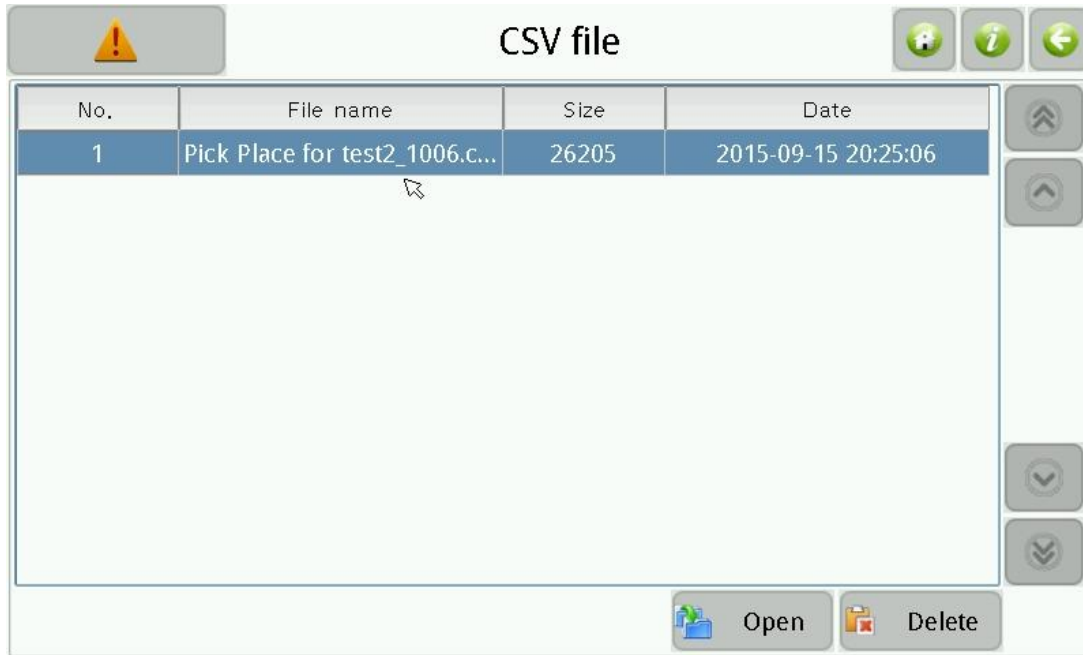 CSV file
No. File name Size Date
1 Pick Place for test2_1006.c... 26205 2015-09-15 20:25:06
Open Delete